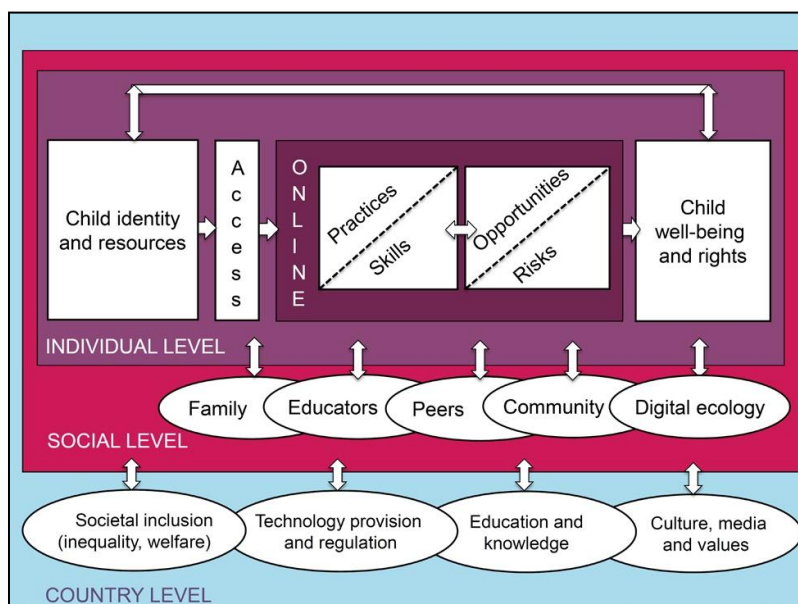 Child identity
and resources
Access
ONLINE
Practices
Skills
Opportunities
Risks
Child
well-being
and rights
INDIVIDUAL LEVEL
Family
Educators
Peers
Community
Digital ecology
SOCIAL LEVEL
Societal inclusion
(inequality, welfare)
Technology provision
and regulation
Education and
knowledge
Culture, media
and values
COUNTRY LEVEL